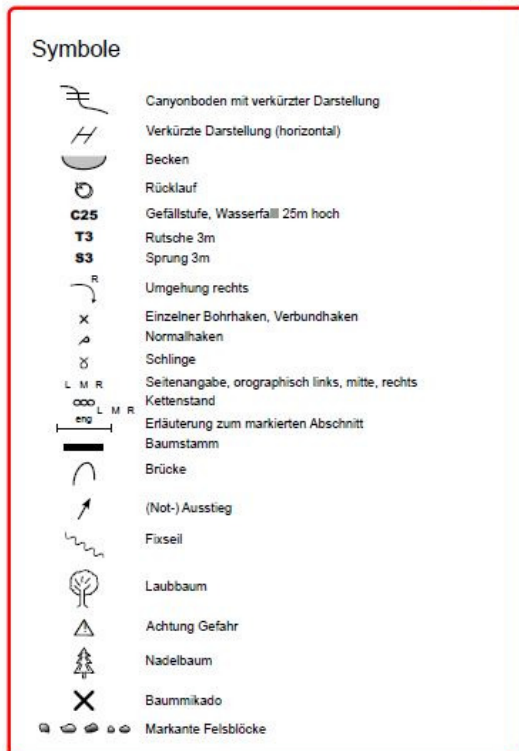 Symbole
Canyonboden mit verkürzter Darstellung
Verkürzte Darstellung (horizontal)
Becken
Rücklauf
C25 Gefällstufe, Wasserfalll 25m hoch
T3 Rutsche 3m
S3 Sprung 3m
R
Umgehung rechts
Einzelner Bohrhaken, Verbundhaken
Normalhaken
Schlinge
L M R Seitenangabe, orographisch links, mitte, rechts
L M R Kettenstand
eng Erläuterung zum markierten Abschnitt
Baumstamm
Brücke
(Not-) Ausstieg
Fixseil
Laubbaum
Achtung Gefahr
Nadelbaum
Baummikado
Markante Felsblöcke